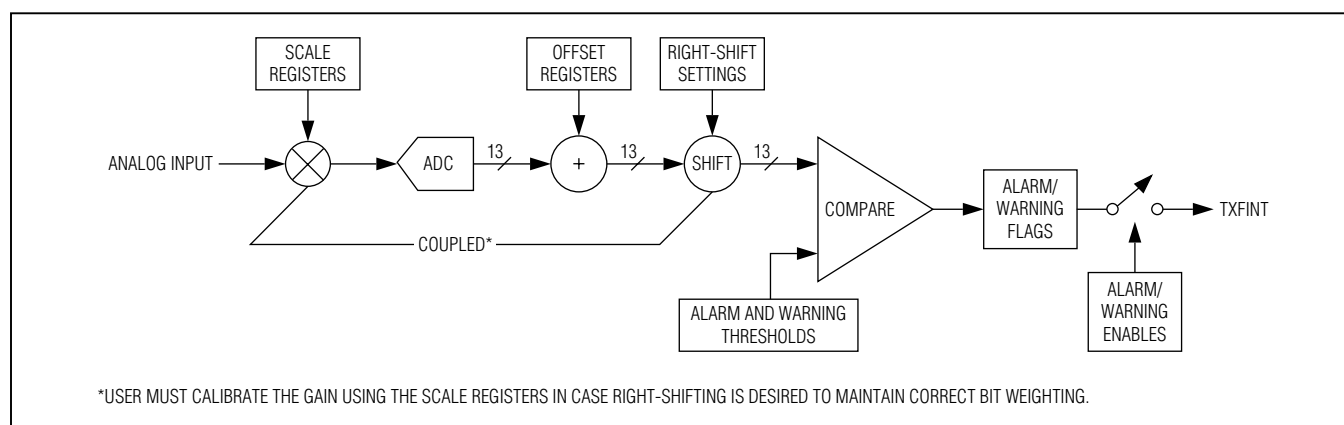 SCALE
REGISTERS
OFFSET
REGISTERS
RIGHT-SHIFT
SETTINGS
ANALOG INPUT
ADC
13
+
13
SHIFT
13
COMPARE
ALARM/
WARNING
FLAGS
TXFINT
COUPLED*
ALARM AND WARNING
THRESHOLDS
ALARM/
WARNING
ENABLES
*USER MUST CALIBRATE THE GAIN USING THE SCALE REGISTERS IN CASE RIGHT-SHIFTING IS DESIRED TO MAINTAIN CORRECT BIT WEIGHTING.